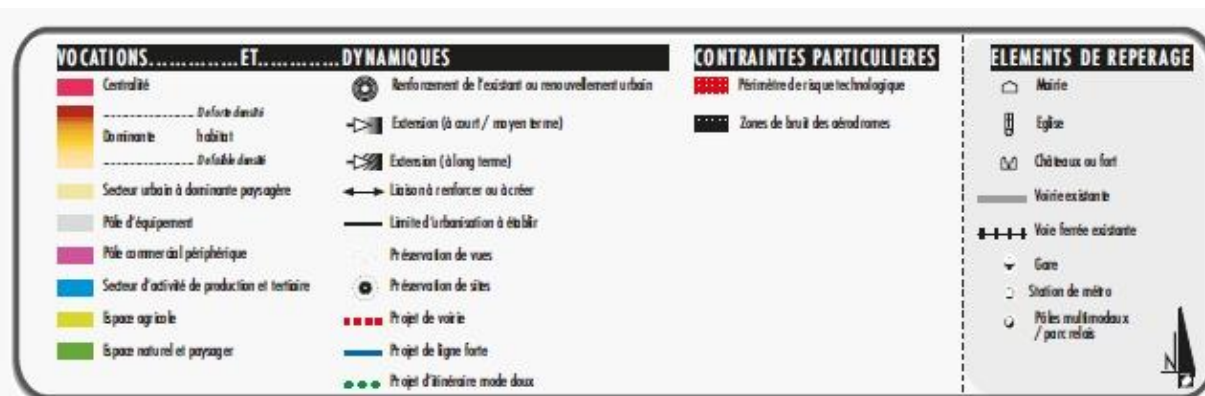 VOCATIONS..............ET............DYNAMIQUES
Centralité
De forte densité
Dominante habitat
De faible densité
Secteur urbain à dominante paysagère
Pôle d'équipement
Pôle commercial périphérique
Secteur d'activité de production et tertiaire
Espace agricole
Espace naturel et paysager
Renforcement de l'existant ou renouvellement urbain
Extension (à court / moyen terme)
Extension (à long terme)
Liaison à renforcer ou à créer
Limite d'urbanisation à établir
Préservation de vues
Préservation de sites
Projet de voirie
Projet de ligne forte
Projet d'itinéraire mode doux
CONTRAINTES PARTICULIERES
Périmètre de risque technologique
Zones de bruit des aérodromes
ELEMENTS DE REPERAGE
Mairie
Eglise
Châteaux ou fort
Voirie existante
Voie ferrée existante
Gare
Station de métro
Pôles multimodaux
/ parc relais
N